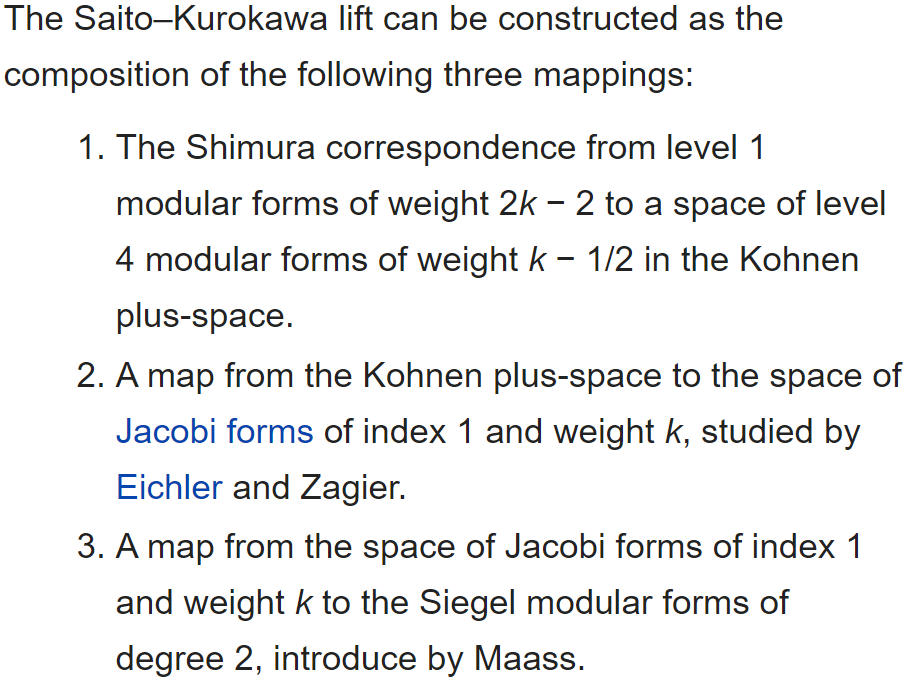 The Saito–Kurokawa lift can be constructed as the
composition of the following three mappings:
1. The Shimura correspondence from level 1
modular forms of weight 2k − 2 to a space of level
4 modular forms of weight k − 1/2 in the Kohnen
plus-space.
2. A map from the Kohnen plus-space to the space of
Jacobi forms of index 1 and weight k, studied by
Eichler and Zagier.
3. A map from the space of Jacobi forms of index 1
and weight k to the Siegel modular forms of
degree 2, introduce by Maass.